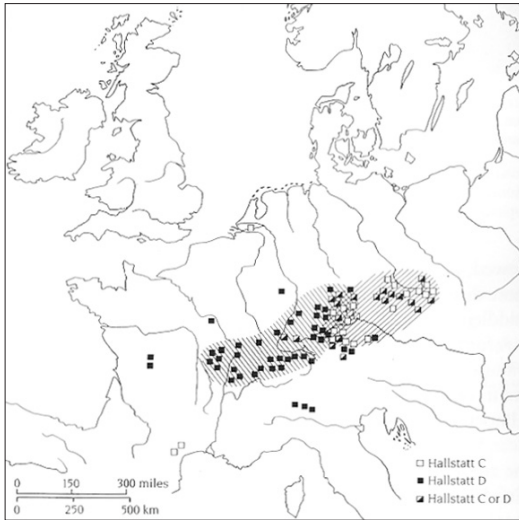 Hallstatt C
Hallstatt D
Hallstatt C or D
0 150 300 miles
0 250 500 km